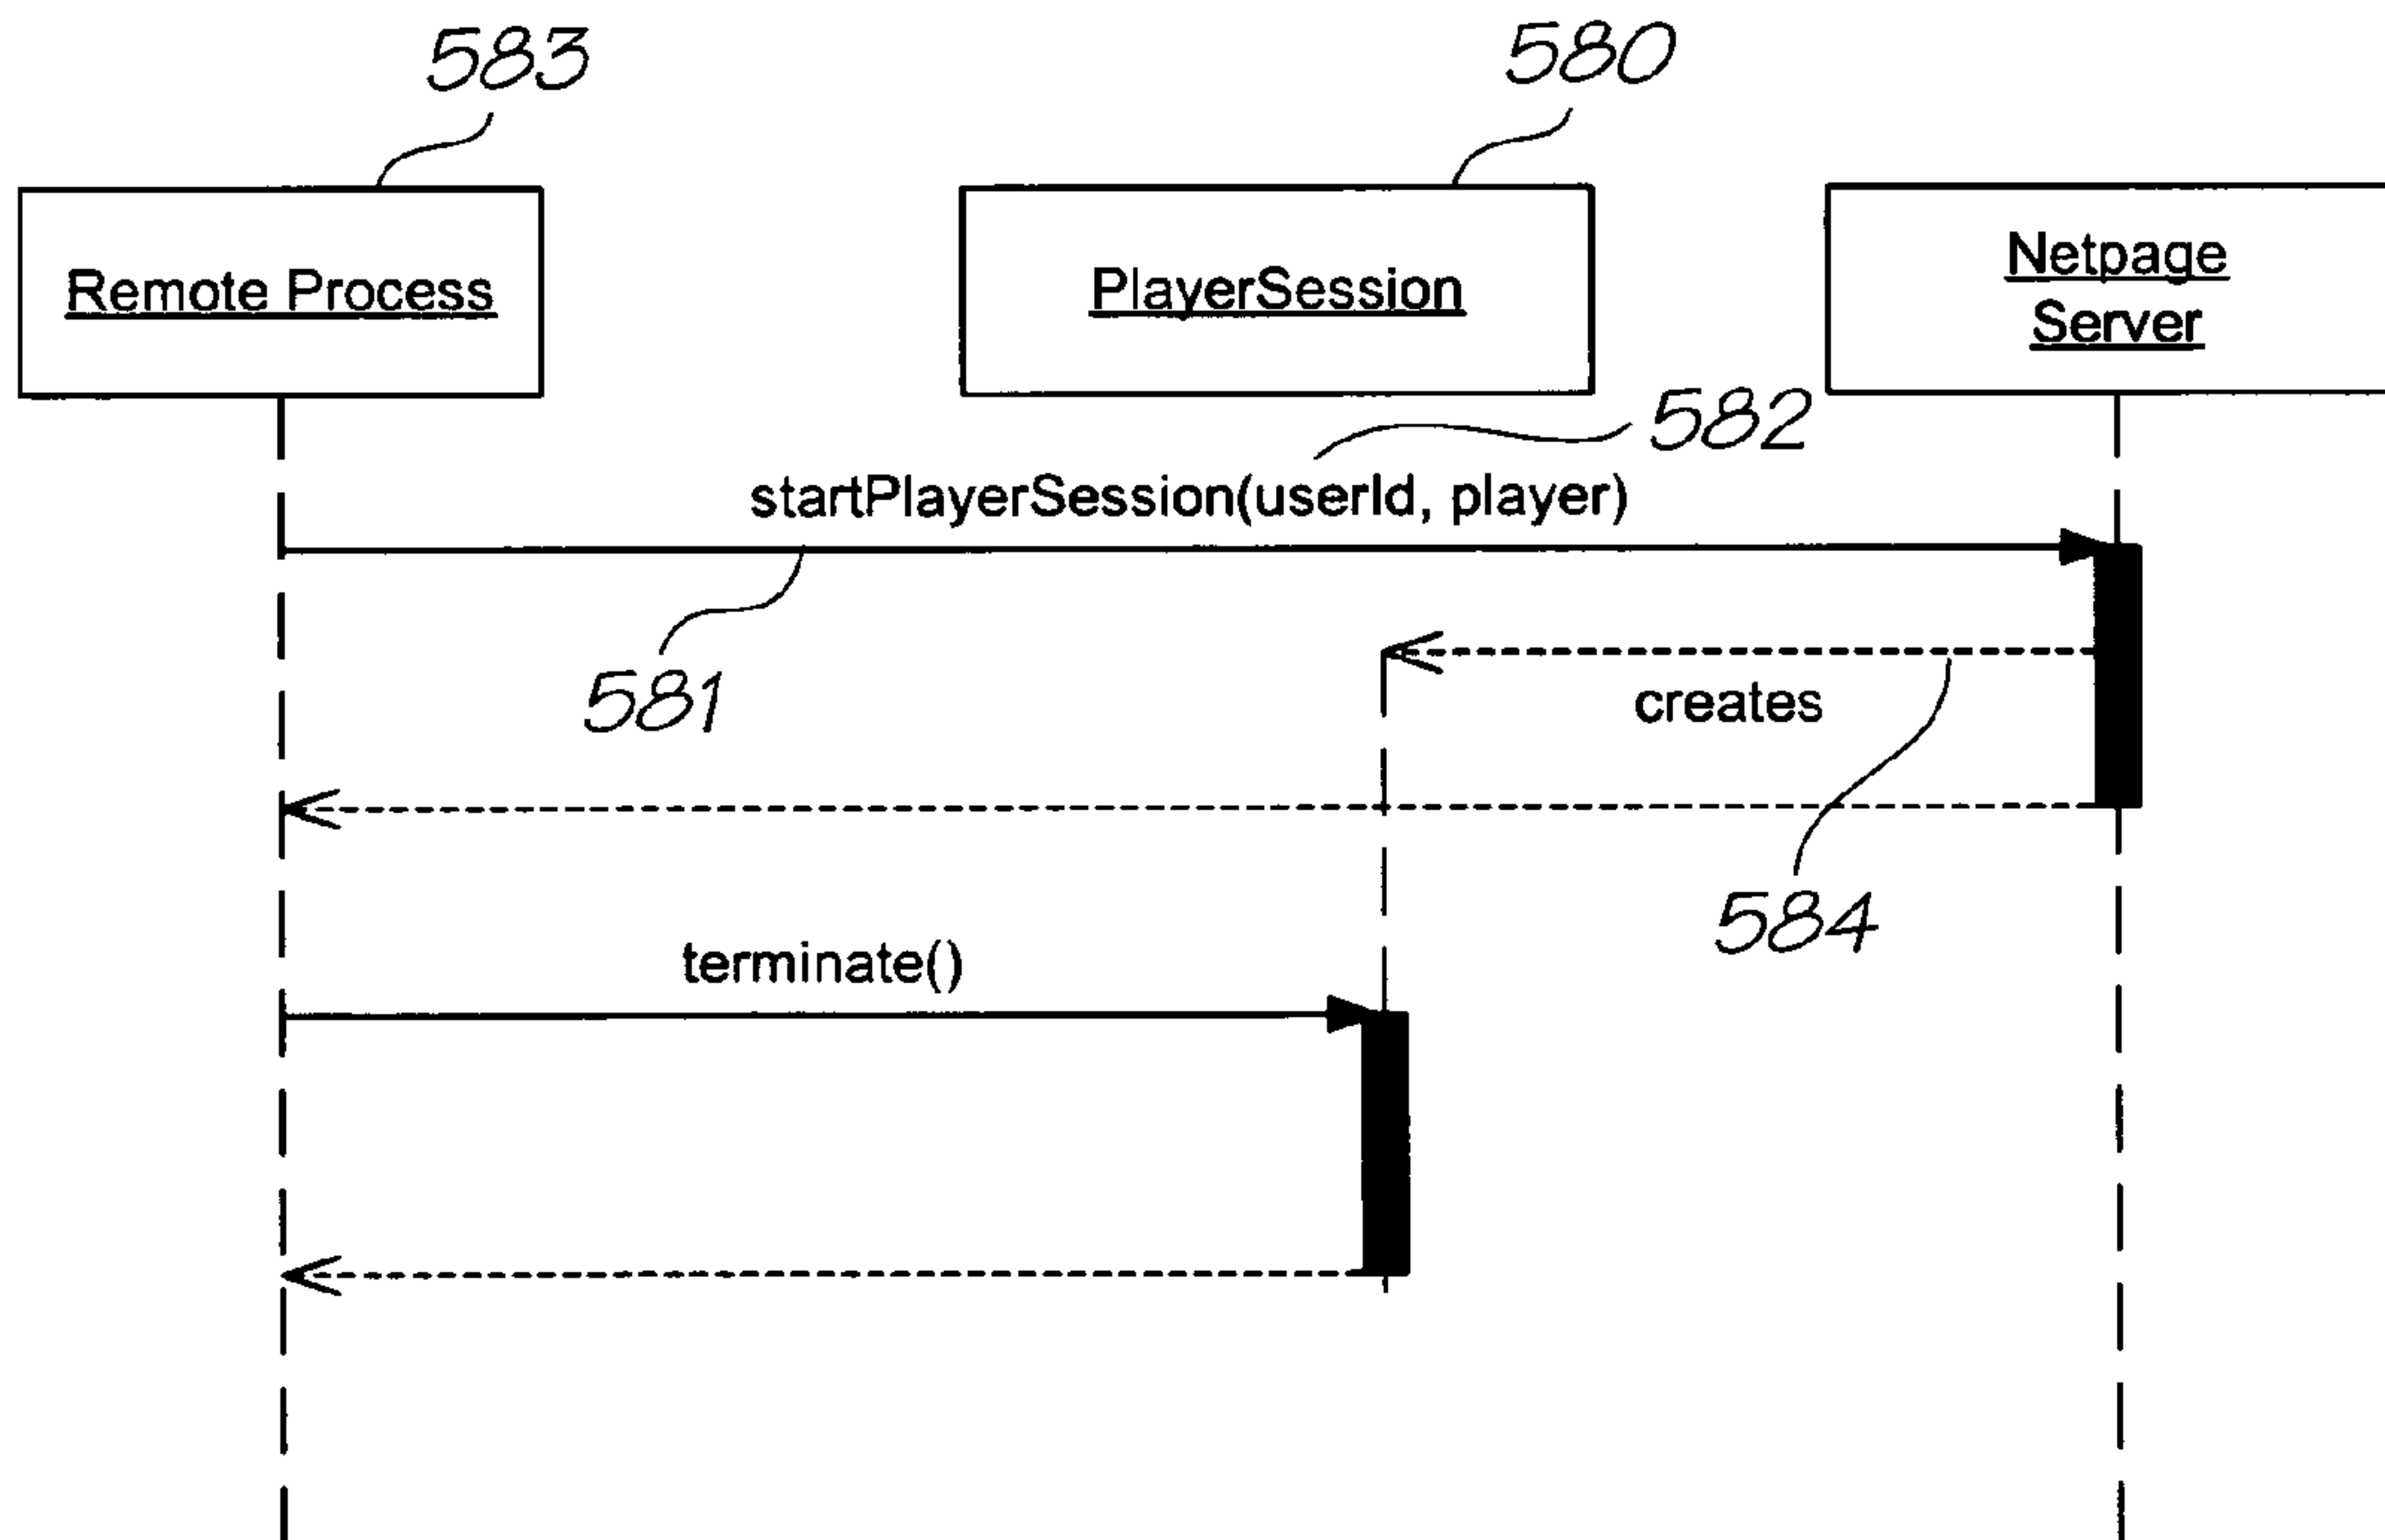 583
580
Remote Process
PlayerSession
Netpage
Server
582
startPlayerSession(userId, player)
581
creates
584
terminate()